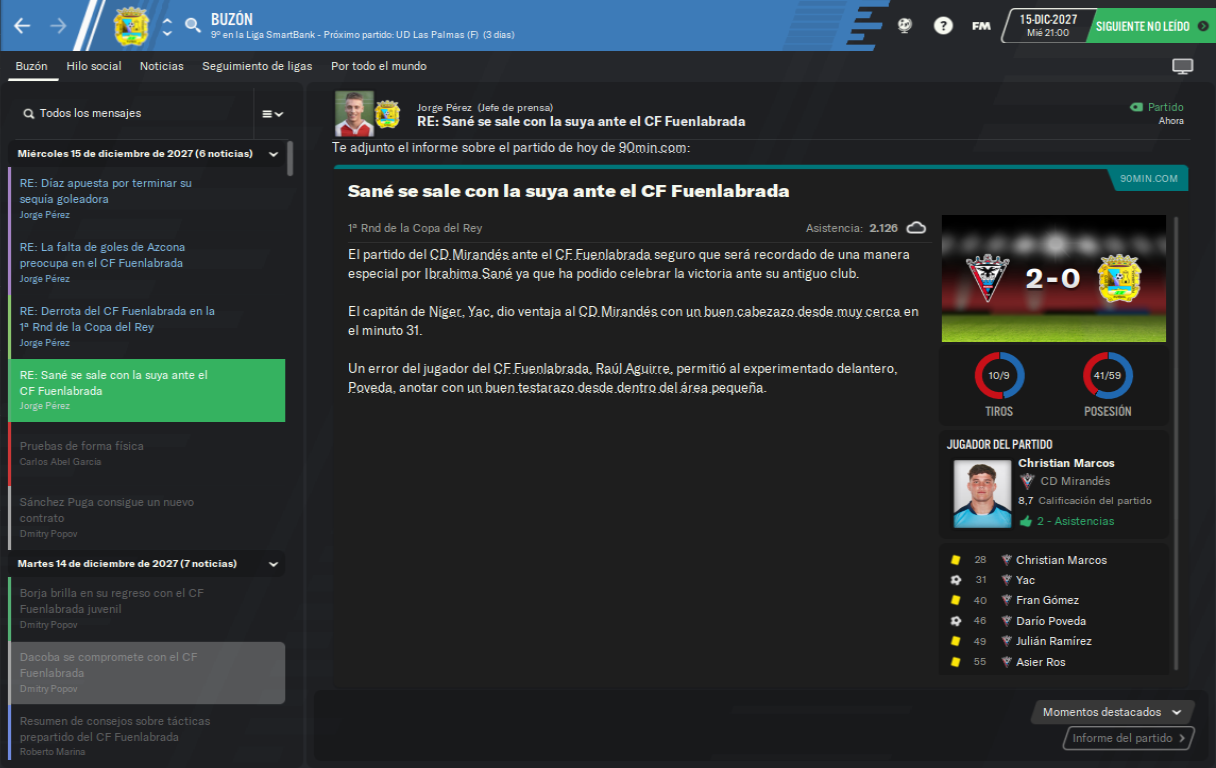 BUZÓN
9º en la Liga SmartBank - Próximo partido: UD Las Palmas (F) (3 días)
?
FM
15-DIC-2027
Mié 21:00
SIGUIENTE NO LEÍDO
Buzón
Hilo social
Noticias
Seguimiento de ligas
Por todo el mundo
Todos los mensajes
Miércoles 15 de diciembre de 2027 (6 noticias)
RE: Díaz apuesta por terminar su
sequía goleadora
Jorge Pérez
RE: La falta de goles de Azcona
preocupa en el CF Fuenlabrada
Jorge Pérez
RE: Derrota del CF Fuenlabrada en la
1ª Rnd de la Copa del Rey
Jorge Pérez
RE: Sané se sale con la suya ante el
CF Fuenlabrada
Jorge Pérez
Pruebas de forma física
Carlos Abel García
Sánchez Puga consigue un nuevo
contrato
Dmitry Popov
Martes 14 de diciembre de 2027 (7 noticias)
Borja brilla en su regreso con el CF
Fuenlabrada juvenil
Dmitry Popov
Dacoba se compromete con el CF
Fuenlabrada
Dmitry Popov
Resumen de consejos sobre tácticas
prepartido del CF Fuenlabrada
Roberto Marina
Jorge Pérez (Jefe de prensa)
RE: Sané se sale con la suya ante el CF Fuenlabrada
Partido
Ahora
Te adjunto el informe sobre el partido de hoy de 90min.com:
90MIN.COM
Sané se sale con la suya ante el CF Fuenlabrada
1ª Rnd de la Copa del Rey
Asistencia: 2.126
El partido del CD Mirandés ante el CF Fuenlabrada seguro que será recordado de una manera
especial por Ibrahima Sané ya que ha podido celebrar la victoria ante su antiguo club.
El capitán de Níger, Yac, dio ventaja al CD Mirandés con un buen cabezazo desde muy cerca en
el minuto 31.
Un error del jugador del CF Fuenlabrada, Raúl Aguirre, permitió al experimentado delantero,
Poveda, anotar con un buen testarazo desde dentro del área pequeña.
2-0
10/9
TIROS
41/59
POSESIÓN
JUGADOR DEL PARTIDO
Christian Marcos
CD Mirandés
8,7 Calificación del partido
2 - Asistencias
28 Christian Marcos
31 Yac
40 Fran Gómez
46 Darío Poveda
49 Julián Ramírez
55 Asier Ros
Momentos destacados
Informe del partido